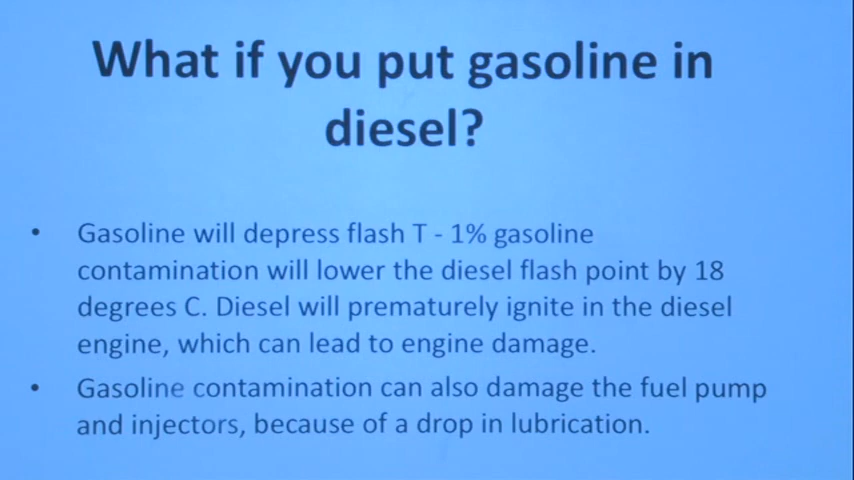 What if you put gasoline in
diesel?
• Gasoline will depress flash T - 1% gasoline
contamination will lower the diesel flash point by 18
degrees C. Diesel will prematurely ignite in the diesel
engine, which can lead to engine damage.
• Gasoline contamination can also damage the fuel pump
and injectors, because of a drop in lubrication.